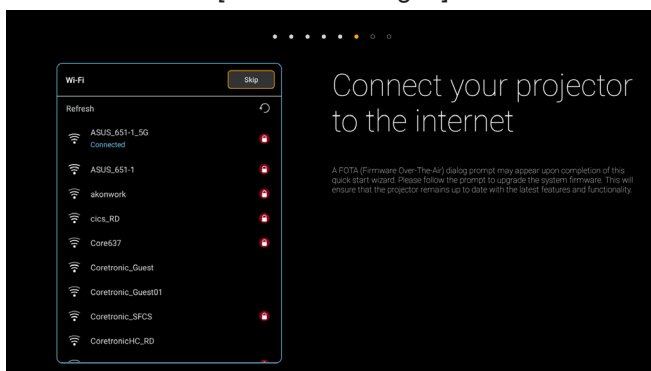 Wi-Fi
Skip
Refresh
ASUS_651-1_5G
Connected
ASUS_651-1
akonwork
cics_RD
Core637
Coretronic_Guest
Coretronic_Guest01
Coretronic_SFCS
CoretronicHC_RD
Connect your projector
to the internet
A FOTA (Firmware Over-The-Air) dialog prompt may appear upon completion of this
quick start wizard. Please follow the prompt to upgrade the system firmware. This will
ensure that the projector remains up to date with the latest features and functionality.